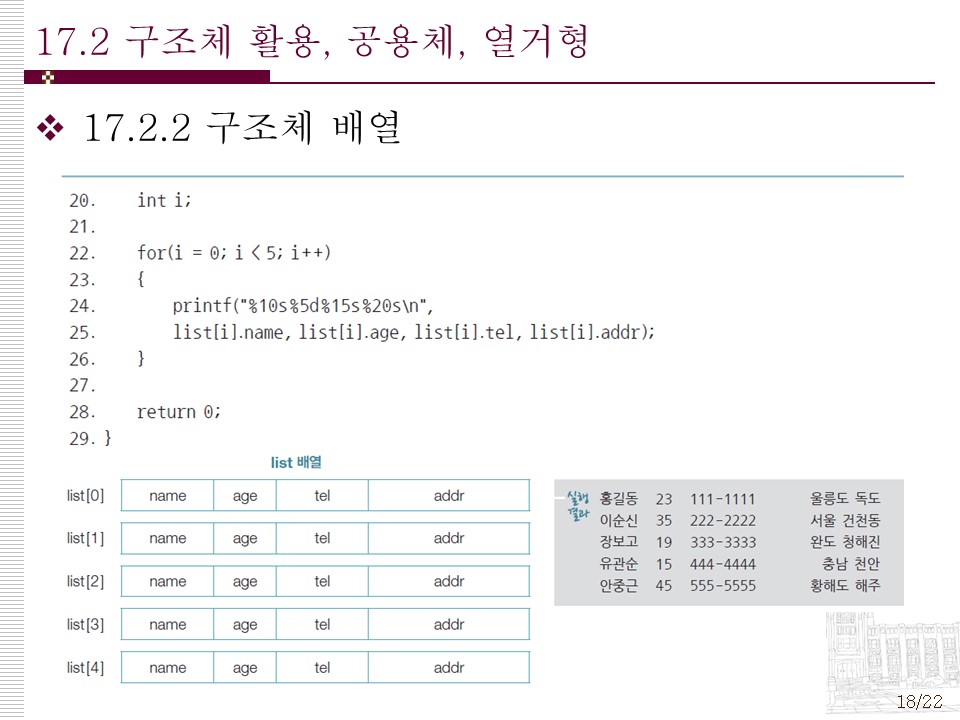 17.2 구조체 활용, 공용체, 열거형
17.2.2 구조체 배열
20. int i;
21.
22. for(i = 0; i < 5; i++)
23. {
24. printf("%10s%5d%15s%20s\n",
25. list[i].name, list[i].age, list[i].tel, list[i].addr);
26. }
27.
28. return 0;
29. }
list 배열
list[0] name age tel addr
list[1] name age tel addr
list[2] name age tel addr
list[3] name age tel addr
list[4] name age tel addr
실행
결과
홍길동 23 111-1111 울릉도 독도
이순신 35 222-2222 서울 건천동
장보고 19 333-3333 완도 청해진
유관순 15 444-4444 충남 천안
안중근 45 555-5555 황해도 해주
18/22